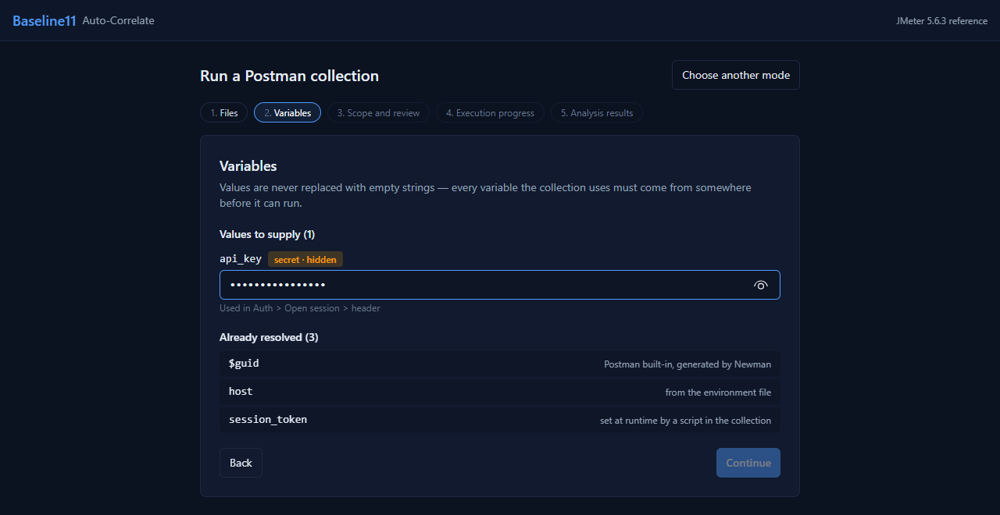 Baseline11 Auto-Correlate
JMeter 5.6.3 reference
Run a Postman collection
Choose another mode
1. Files
2. Variables
3. Scope and review
4. Execution progress
5. Analysis results
Variables
Values are never replaced with empty strings — every variable the collection uses must come from somewhere
before it can run.
Values to supply (1)
api_key secret · hidden
••••••••••••••••
Used in Auth > Open session > header
Already resolved (3)
$guid Postman built-in, generated by Newman
host from the environment file
session_token set at runtime by a script in the collection
Back
Continue